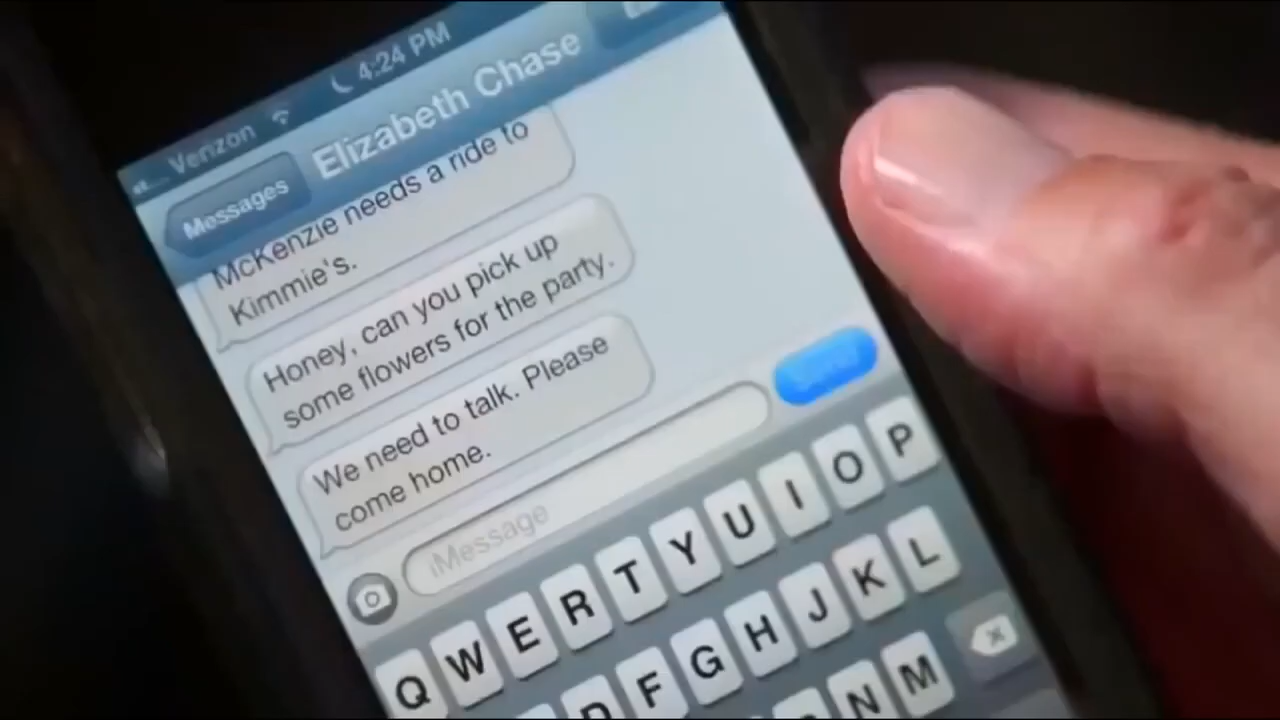 Verizon 4:24 PM
Messages Elizabeth Chase
McKenzie needs a ride to
Kimmie's.
Honey, can you pick up
some flowers for the party.
We need to talk. Please
come home.
iMessage Send
Q W E R T Y U I O P
D F G H J K L
N M